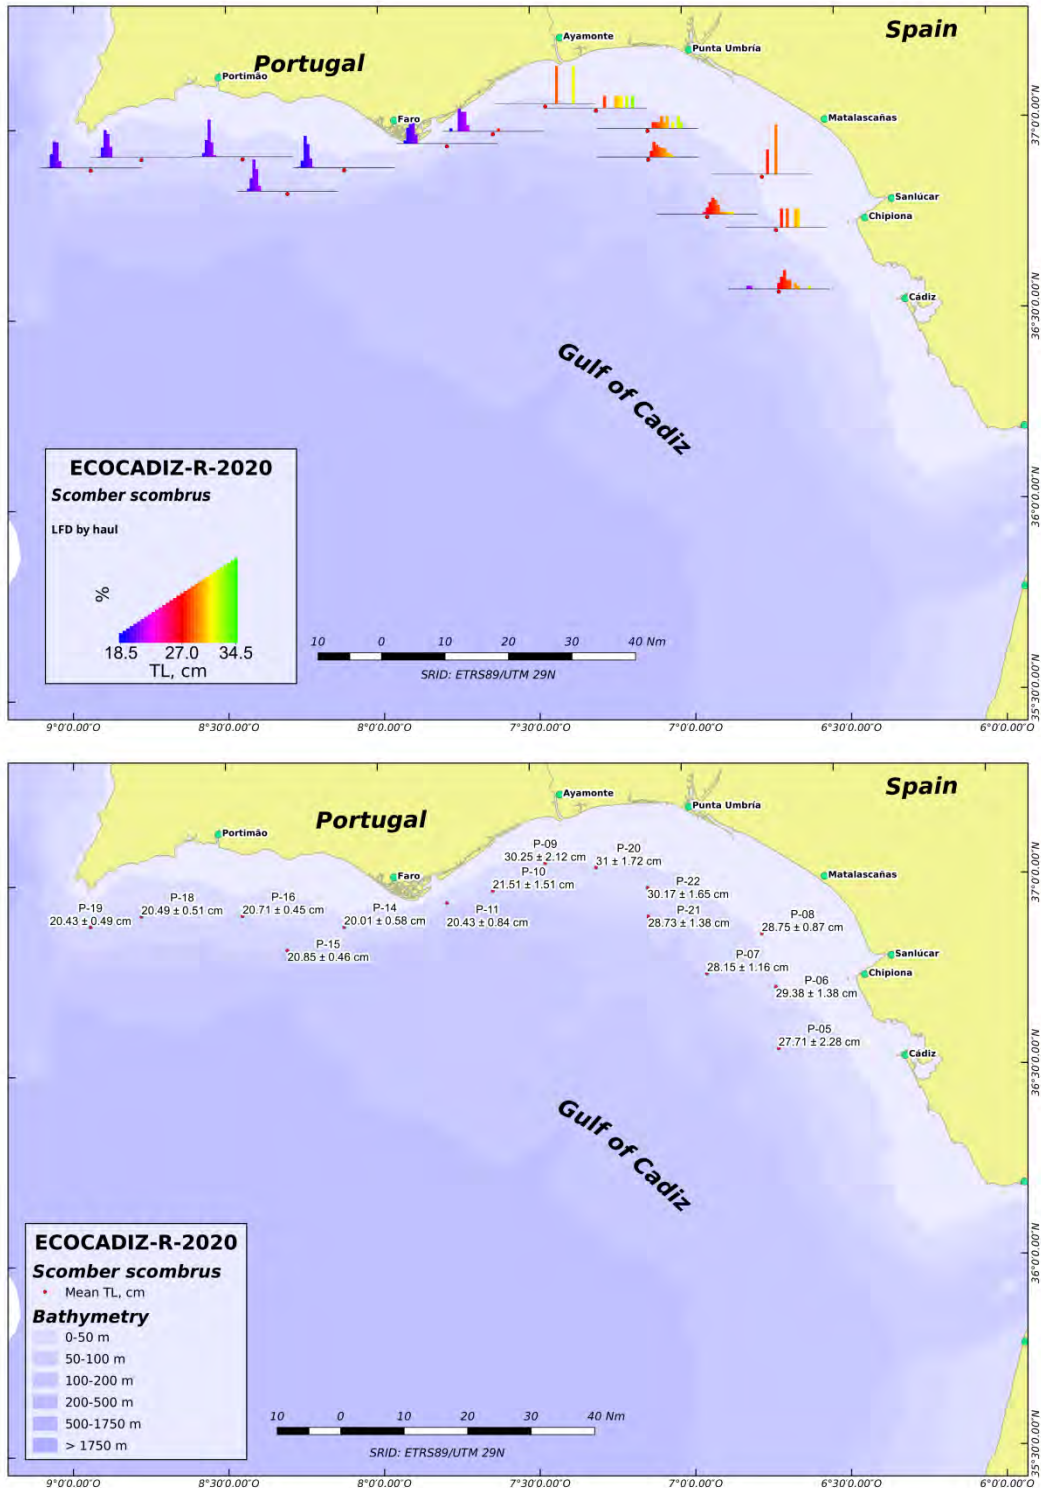 Spain
Ayamonte
Punta Umbría
Portugal
Portimão
Faro
Matalascañas
Sanlúcar
Chipiona
Cádiz
Gulf of Cadiz
37°0'0.00"N
36°30'0.00"N
36°0'0.00"N
35°30'0.00"N
ECOCADIZ-R-2020
Scomber scombrus
LFD by haul
%
18.5 27.0 34.5
TL, cm
10 0 10 20 30 40 Nm
SRID: ETRS89/UTM 29N
9°0'0.00"O 8°30'0.00"O 8°0'0.00"O 7°30'0.00"O 7°0'0.00"O 6°30'0.00"O 6°0'0.00"O
Spain
Ayamonte
Punta Umbría
Portugal
Portimão
Faro
Matalascañas
Sanlúcar
Chipiona
Cádiz
P-09
30.25 ± 2.12 cm
P-20
31 ± 1.72 cm
P-10
21.51 ± 1.51 cm
P-22
30.17 ± 1.65 cm
P-18
20.49 ± 0.51 cm
P-16
20.71 ± 0.45 cm
P-19
20.43 ± 0.49 cm
P-14
20.01 ± 0.58 cm
P-11
20.43 ± 0.84 cm
P-21
28.73 ± 1.38 cm
P-08
28.75 ± 0.87 cm
P-15
20.85 ± 0.46 cm
P-07
28.15 ± 1.16 cm
P-06
29.38 ± 1.38 cm
P-05
27.71 ± 2.28 cm
Gulf of Cadiz
37°0'0.00"N
36°30'0.00"N
36°0'0.00"N
35°30'0.00"N
ECOCADIZ-R-2020
Scomber scombrus
Mean TL, cm
Bathymetry
0-50 m
50-100 m
100-200 m
200-500 m
500-1750 m
> 1750 m
10 0 10 20 30 40 Nm
SRID: ETRS89/UTM 29N
9°0'0.00"O 8°30'0.00"O 8°0'0.00"O 7°30'0.00"O 7°0'0.00"O 6°30'0.00"O 6°0'0.00"O